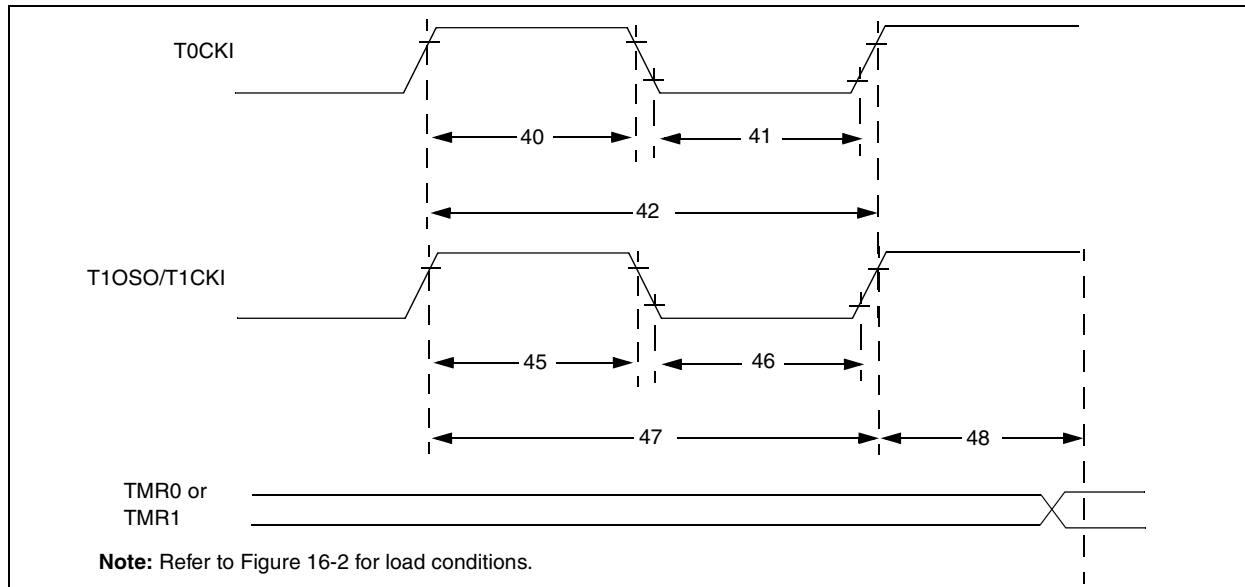 T0CKI
40
41
42
T1OSO/T1CKI
45
46
47
48
TMR0 or
TMR1
Note: Refer to Figure 16-2 for load conditions.